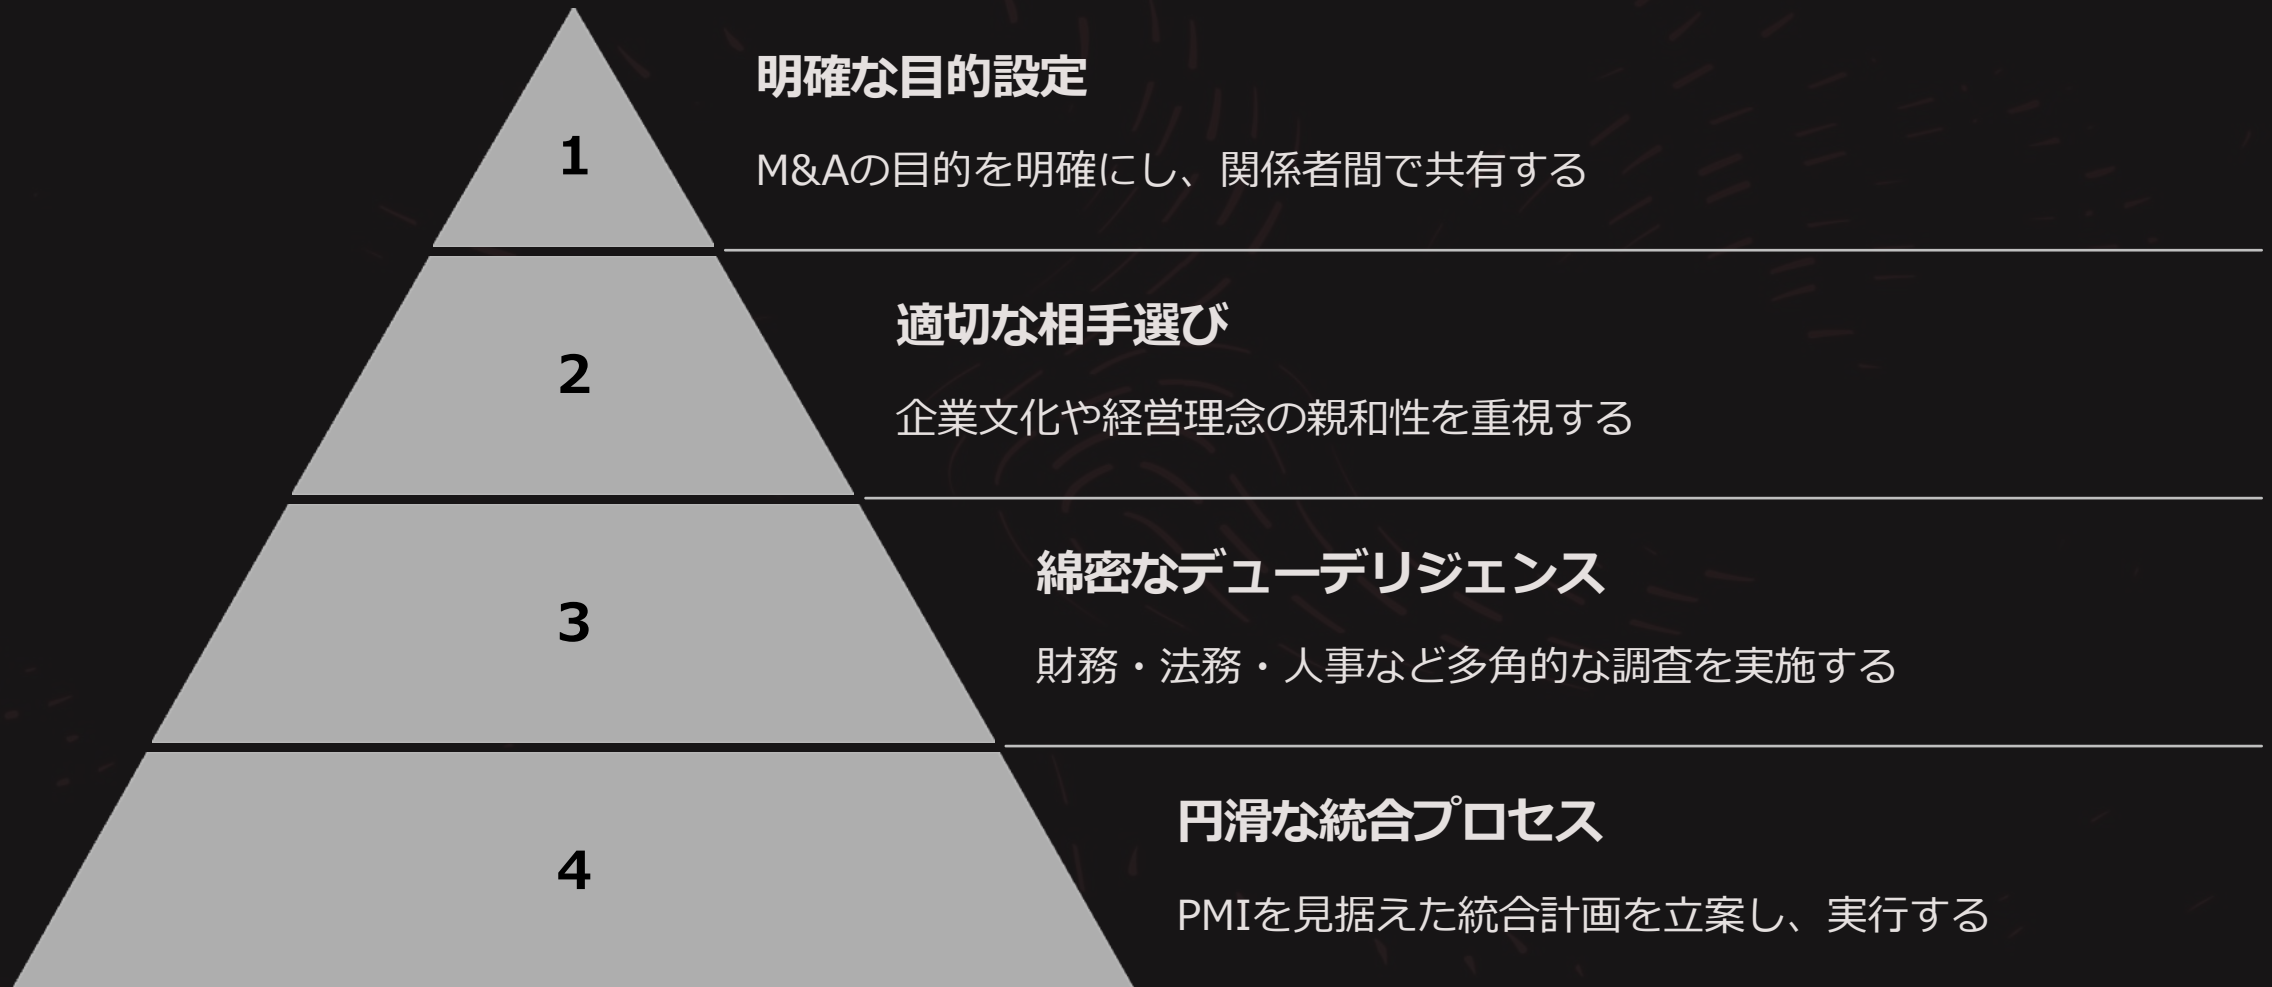 1
明確な目的設定
M&Aの目的を明確にし、関係者間で共有する
2
適切な相手選び
企業文化や経営理念の親和性を重視する
3
綿密なデューデリジェンス
財務・法務・人事など多角的な調査を実施する
4
円滑な統合プロセス
PMIを見据えた統合計画を立案し、実行する